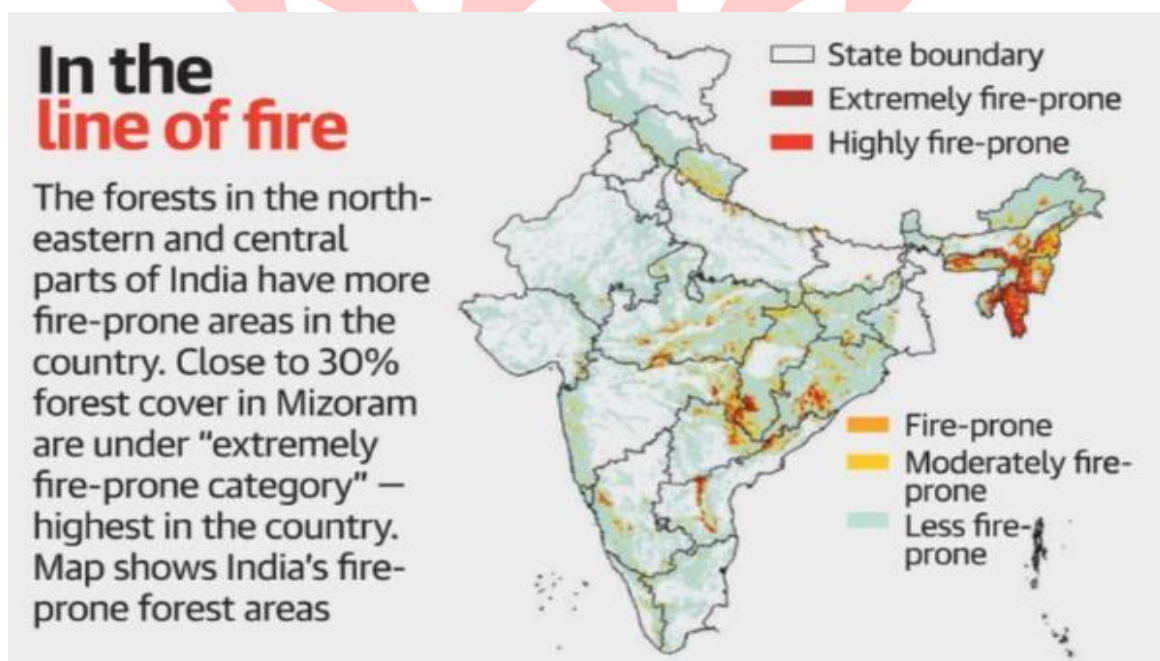 In the
line of fire
The forests in the north-
eastern and central
parts of India have more
fire-prone areas in the
country. Close to 30%
forest cover in Mizoram
are under “extremely
fire-prone category” —
highest in the country.
Map shows India’s fire-
prone forest areas
State boundary
Extremely fire-prone
Highly fire-prone
Fire-prone
Moderately fire-
prone
Less fire-
prone